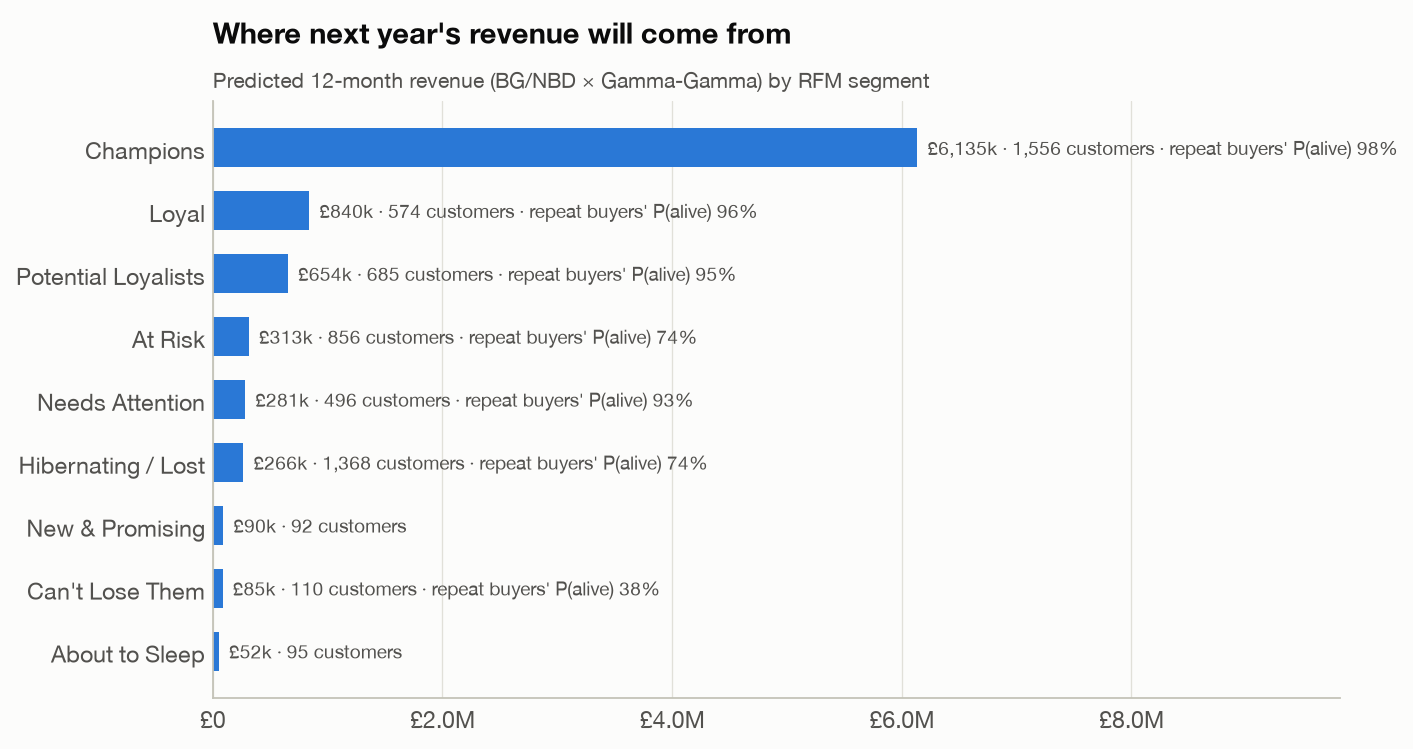 Where next year's revenue will come from
Predicted 12-month revenue (BG/NBD × Gamma-Gamma) by RFM segment
Champions £6,135k · 1,556 customers · repeat buyers' P(alive) 98%
Loyal £840k · 574 customers · repeat buyers' P(alive) 96%
Potential Loyalists £654k · 685 customers · repeat buyers' P(alive) 95%
At Risk £313k · 856 customers · repeat buyers' P(alive) 74%
Needs Attention £281k · 496 customers · repeat buyers' P(alive) 93%
Hibernating / Lost £266k · 1,368 customers · repeat buyers' P(alive) 74%
New & Promising £90k · 92 customers
Can't Lose Them £85k · 110 customers · repeat buyers' P(alive) 38%
About to Sleep £52k · 95 customers
£0 £2.0M £4.0M £6.0M £8.0M